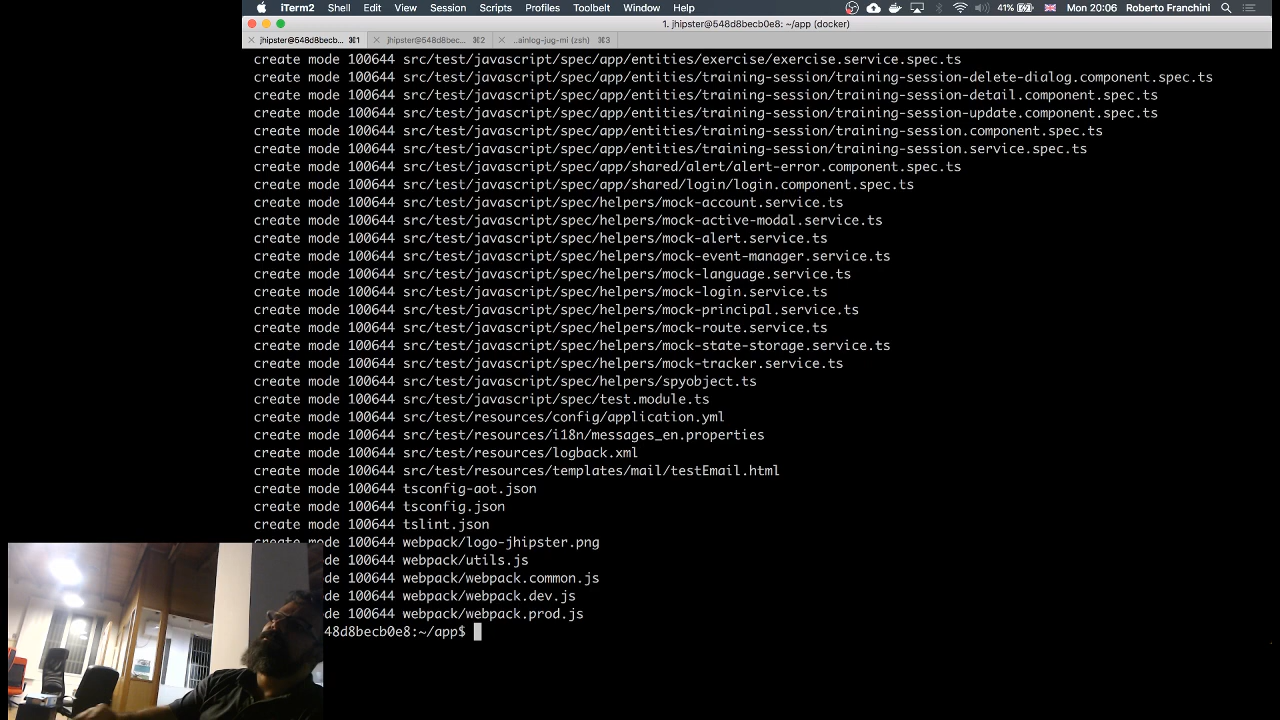 iTerm2 Shell Edit View Session Scripts Profiles Toolbelt Window Help 41% Mon 20:06 Roberto Franchini
1. jhipster@548d8becb0e8: ~/app (docker)
jhipster@548d8becb... ⌘1 jhipster@548d8bec... ⌘2 ..ainlog-jug-mi (zsh) ⌘3
create mode 100644 src/test/javascript/spec/app/entities/exercise/exercise.service.spec.ts
create mode 100644 src/test/javascript/spec/app/entities/training-session/training-session-delete-dialog.component.spec.ts
create mode 100644 src/test/javascript/spec/app/entities/training-session/training-session-detail.component.spec.ts
create mode 100644 src/test/javascript/spec/app/entities/training-session/training-session-update.component.spec.ts
create mode 100644 src/test/javascript/spec/app/entities/training-session/training-session.component.spec.ts
create mode 100644 src/test/javascript/spec/app/entities/training-session/training-session.service.spec.ts
create mode 100644 src/test/javascript/spec/app/shared/alert/alert-error.component.spec.ts
create mode 100644 src/test/javascript/spec/app/shared/login/login.component.spec.ts
create mode 100644 src/test/javascript/spec/helpers/mock-account.service.ts
create mode 100644 src/test/javascript/spec/helpers/mock-active-modal.service.ts
create mode 100644 src/test/javascript/spec/helpers/mock-alert.service.ts
create mode 100644 src/test/javascript/spec/helpers/mock-event-manager.service.ts
create mode 100644 src/test/javascript/spec/helpers/mock-language.service.ts
create mode 100644 src/test/javascript/spec/helpers/mock-login.service.ts
create mode 100644 src/test/javascript/spec/helpers/mock-principal.service.ts
create mode 100644 src/test/javascript/spec/helpers/mock-route.service.ts
create mode 100644 src/test/javascript/spec/helpers/mock-state-storage.service.ts
create mode 100644 src/test/javascript/spec/helpers/mock-tracker.service.ts
create mode 100644 src/test/javascript/spec/helpers/spyobject.ts
create mode 100644 src/test/javascript/spec/test.module.ts
create mode 100644 src/test/resources/config/application.yml
create mode 100644 src/test/resources/i18n/messages_en.properties
create mode 100644 src/test/resources/logback.xml
create mode 100644 src/test/resources/templates/mail/testEmail.html
create mode 100644 tsconfig-aot.json
create mode 100644 tsconfig.json
create mode 100644 tslint.json
create mode 100644 webpack/logo-jhipster.png
de 100644 webpack/utils.js
de 100644 webpack/webpack.common.js
de 100644 webpack/webpack.dev.js
de 100644 webpack/webpack.prod.js
48d8becb0e8:~/app$